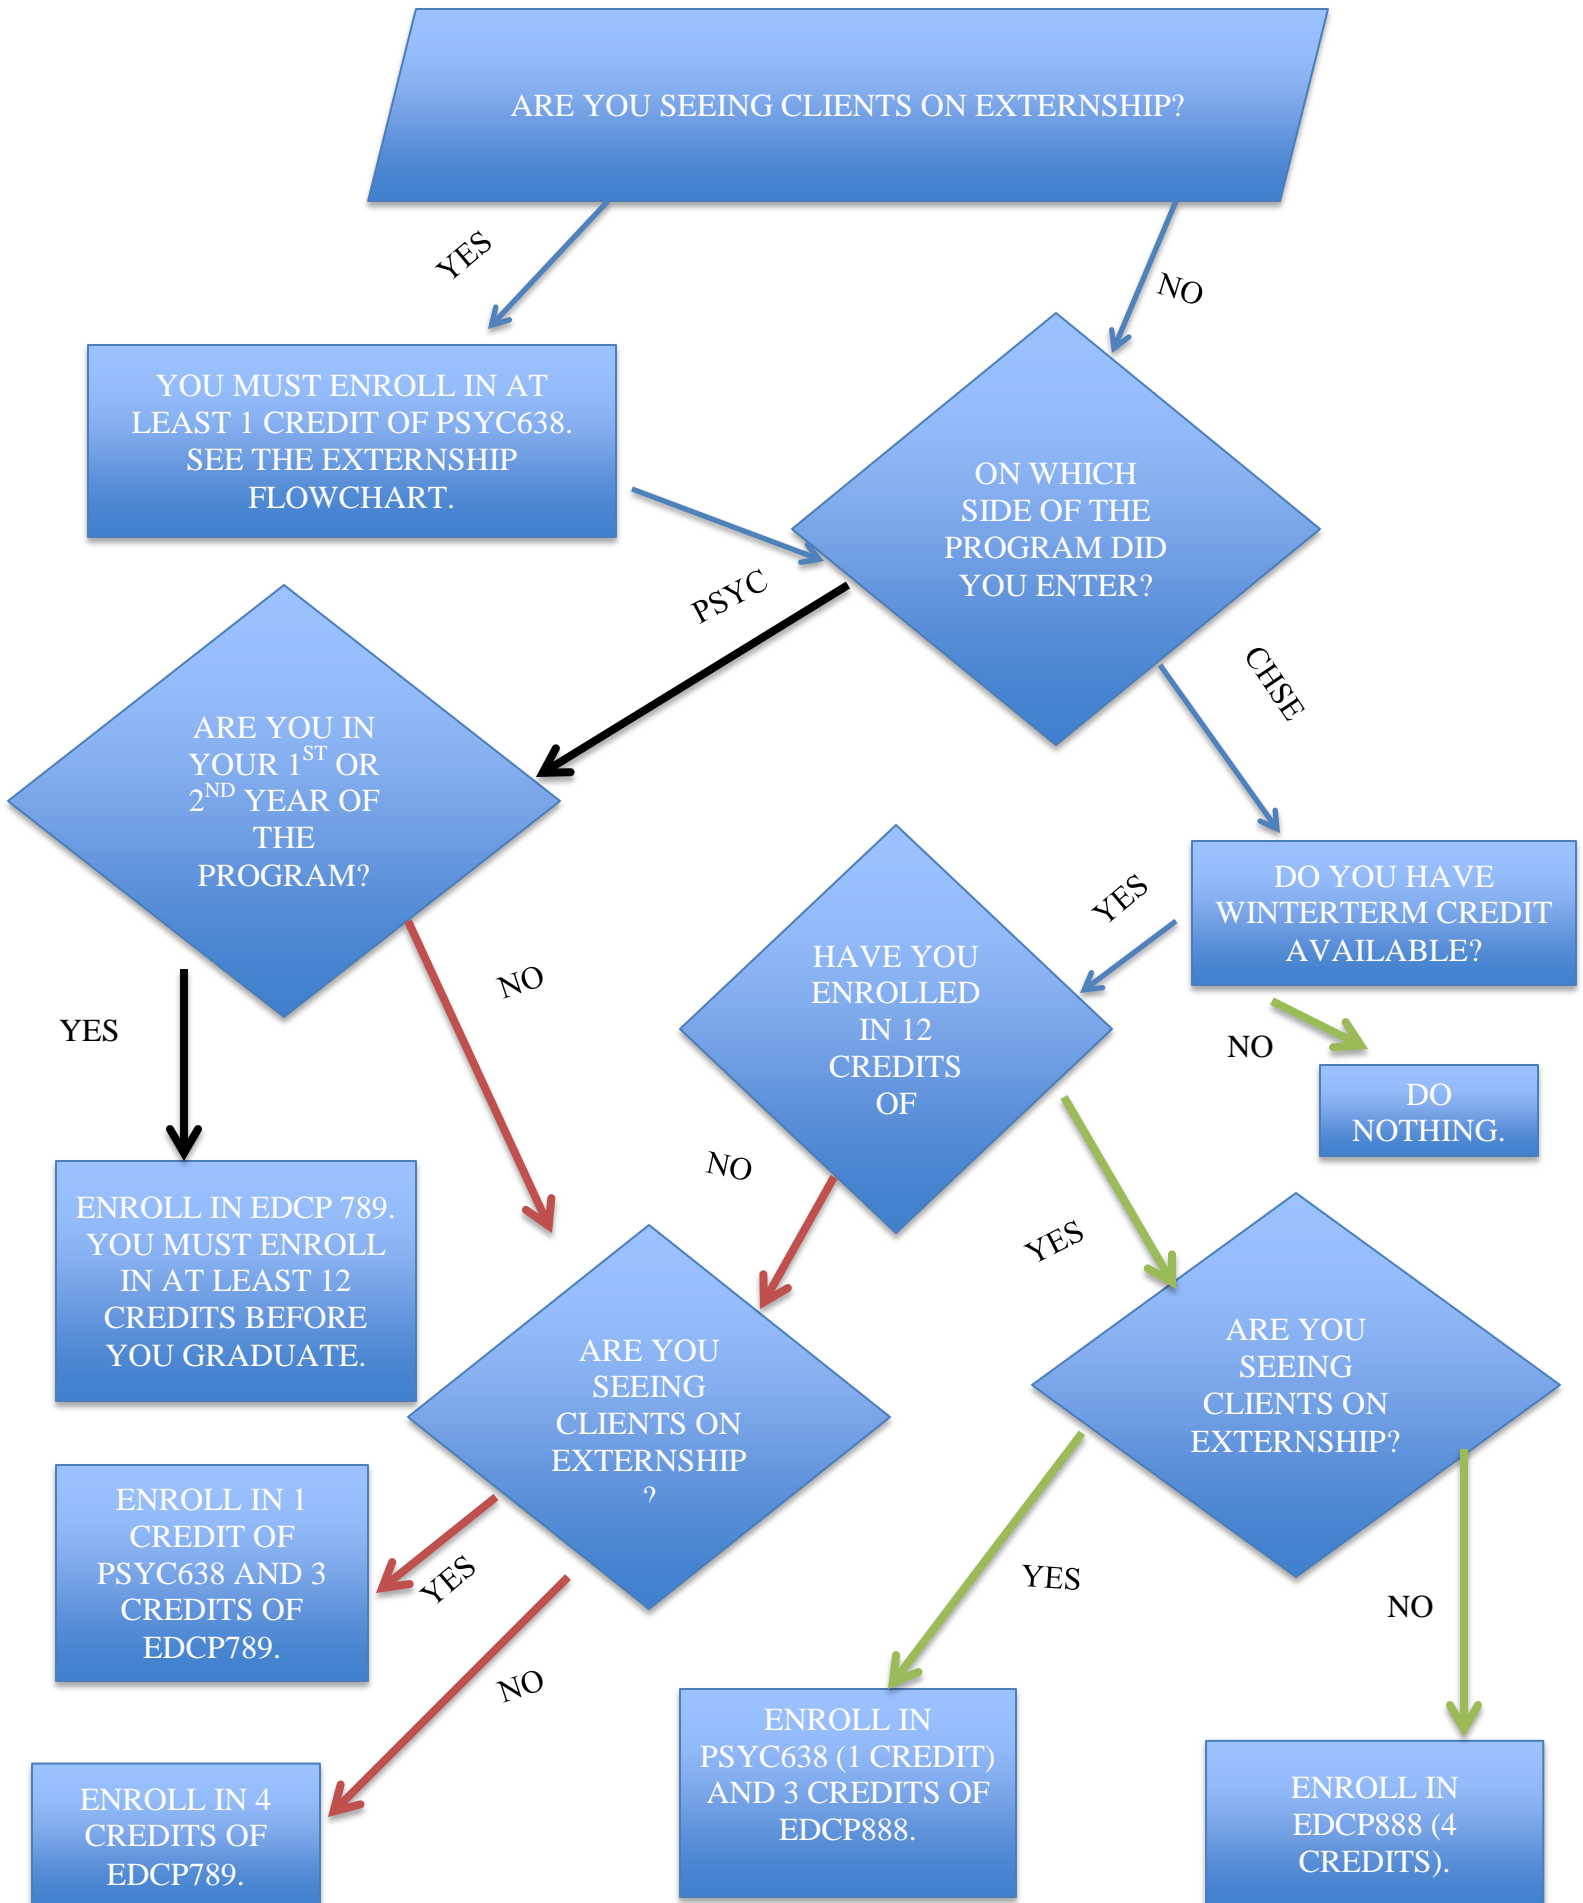 ARE YOU SEEING CLIENTS ON EXTERNSHIP?
YES
NO
YOU MUST ENROLL IN AT
LEAST 1 CREDIT OF PSYC638.
SEE THE EXTERNSHIP
FLOWCHART.
ON WHICH
SIDE OF THE
PROGRAM DID
YOU ENTER?
PSYC
CHSE
ARE YOU IN
YOUR 1ST OR
2ND YEAR OF
THE
PROGRAM?
DO YOU HAVE
WINTERTERM CREDIT
AVAILABLE?
YES
HAVE YOU
ENROLLED
IN 12
CREDITS
OF
NO
YES
NO
DO
NOTHING.
NO
YES
ENROLL IN EDCP 789.
YOU MUST ENROLL
IN AT LEAST 12
CREDITS BEFORE
YOU GRADUATE.
ARE YOU
SEEING
CLIENTS ON
EXTERNSHIP
?
ARE YOU
SEEING
CLIENTS ON
EXTERNSHIP?
ENROLL IN 1
CREDIT OF
PSYC638 AND 3
CREDITS OF
EDCP789.
YES
NO
YES
NO
ENROLL IN 4
CREDITS OF
EDCP789.
ENROLL IN
PSYC638 (1 CREDIT)
AND 3 CREDITS OF
EDCP888.
ENROLL IN
EDCP888 (4
CREDITS).